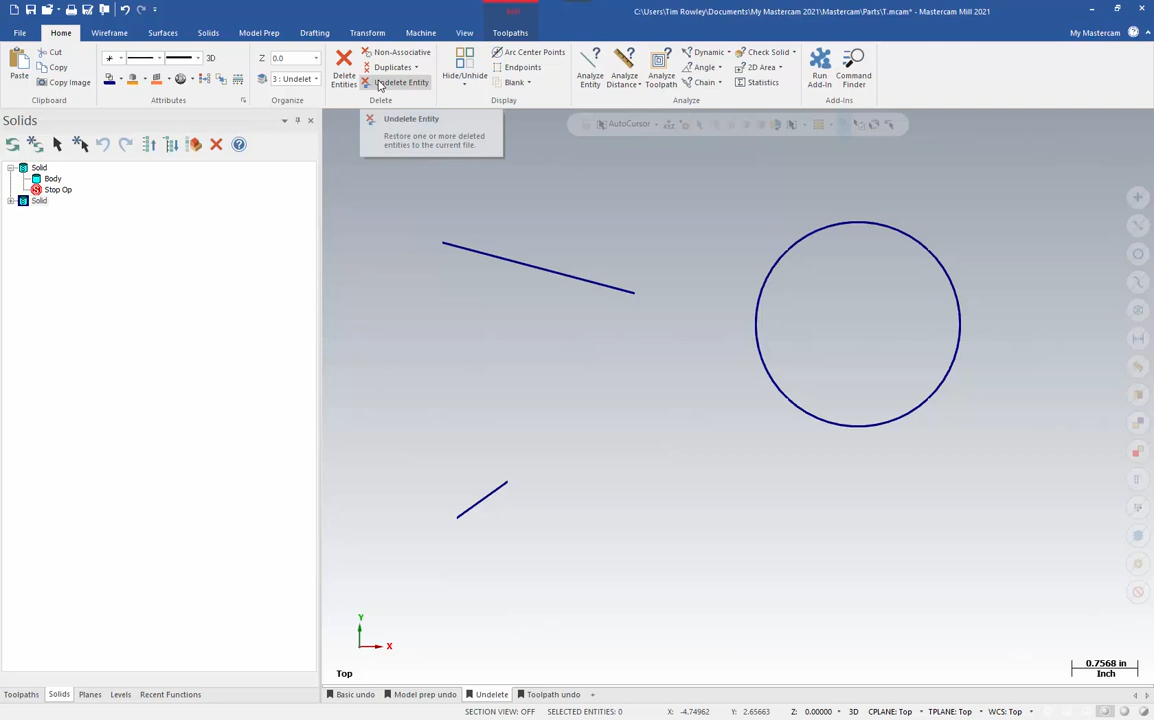 C:\Users\Tim Rowley\Documents\My Mastercam 2021\Mastercam\Parts\T.mcam* - Mastercam Mill 2021
File Home Wireframe Surfaces Solids Model Prep Drafting Transform Machine View Toolpaths My Mastercam
Paste
Cut
Copy
Copy Image
Clipboard
3D
Attributes
Z 0.0
3 : Undelet
Organize
Delete Entities
Non-Associative
Duplicates
Undelete Entity
Delete
Hide/Unhide
Arc Center Points
Endpoints
Blank
Display
Analyze Entity
Analyze Distance
Analyze Toolpath
Dynamic
Angle
Chain
Check Solid
2D Area
Statistics
Analyze
Run Add-In
Command Finder
Add-Ins
Undelete Entity
Restore one or more deleted
entities to the current file.
AutoCursor
Solids
Solid
Body
Stop Op
Solid
Y
X
Top
0.7568 in
Inch
Toolpaths Solids Planes Levels Recent Functions
Basic undo Model prep undo Undelete Toolpath undo +
SECTION VIEW: OFF SELECTED ENTITIES: 0 X: -4.74962 Y: 2.65663 Z: 0.00000 3D CPLANE: Top TPLANE: Top WCS: Top